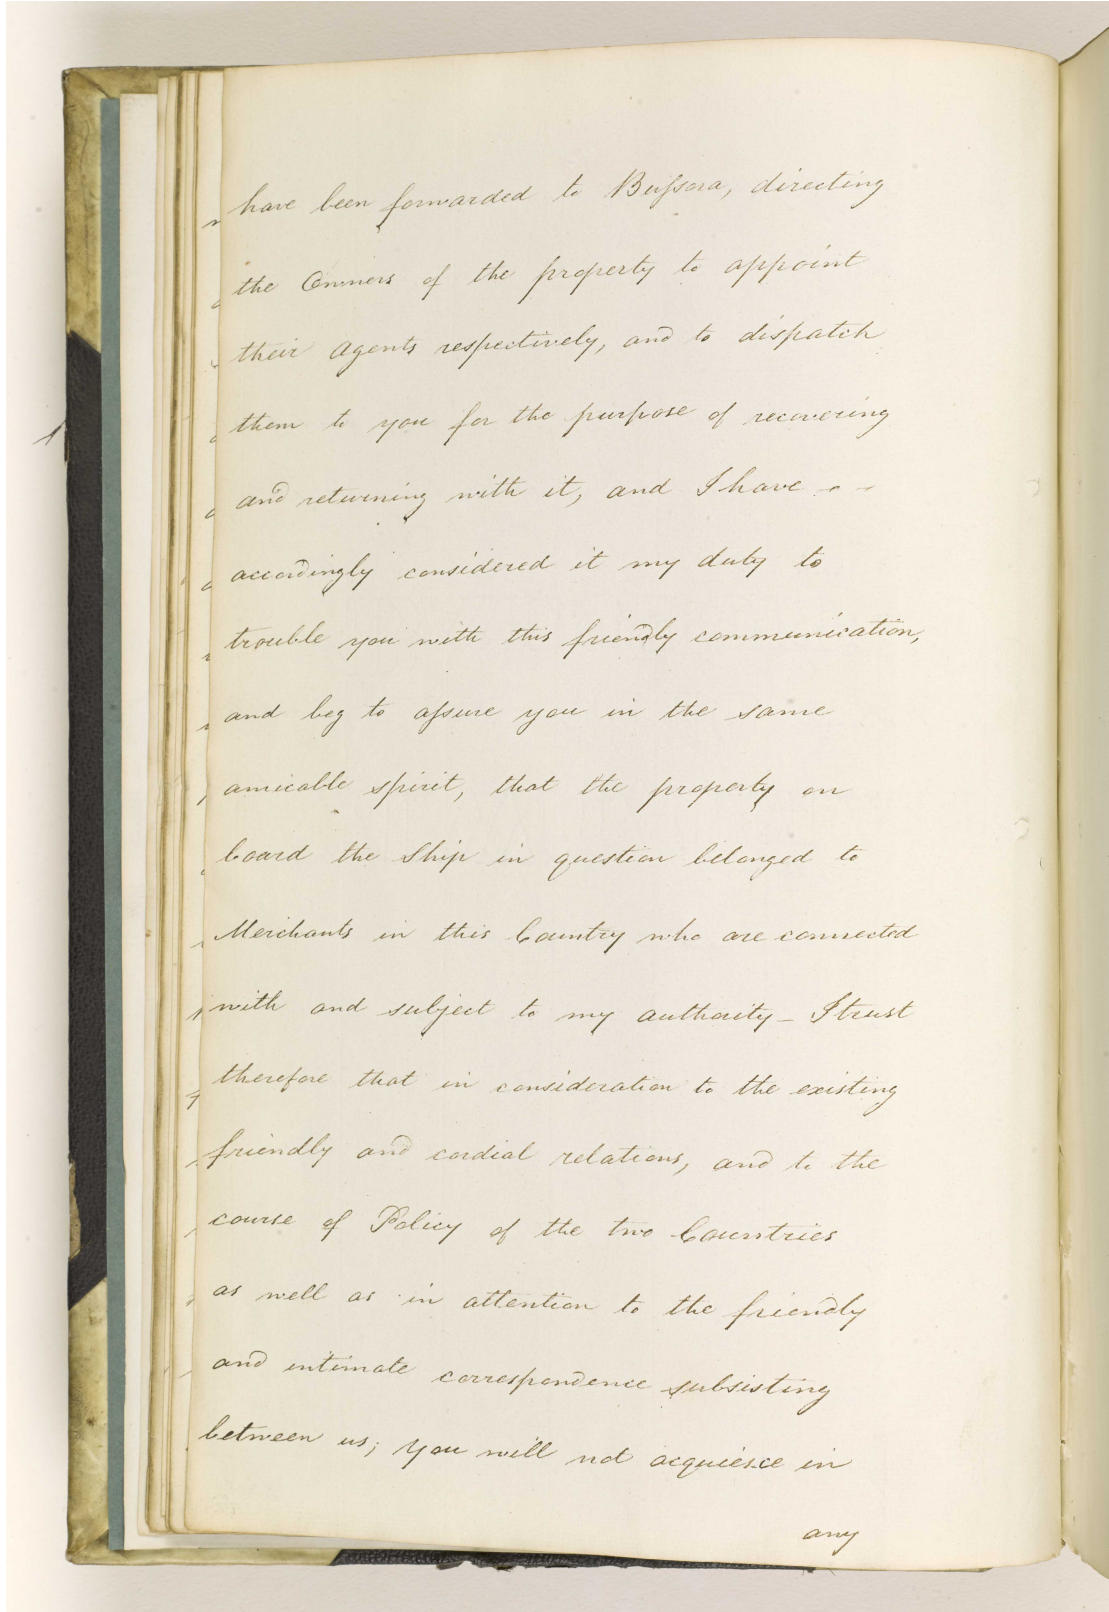 have been forwarded to Bussora, directing
the Owners of the property to appoint
their Agents respectively, and to dispatch
them to you for the purpose of recovering
and returning with it, and I have - -
accordingly considered it my duty to
trouble you with this friendly communication,
and beg to assure you in the same
amicable spirit, that the property on
board the Ship in question belonged to
Merchants in this Country who are connected
with and subject to my authority – I trust
therefore that in consideration to the existing
friendly and cordial relations, and to the
course of Policy of the two Countries
as well as in attention to the friendly
and intimate correspondence subsisting
between us; you will not acquiesce in
any